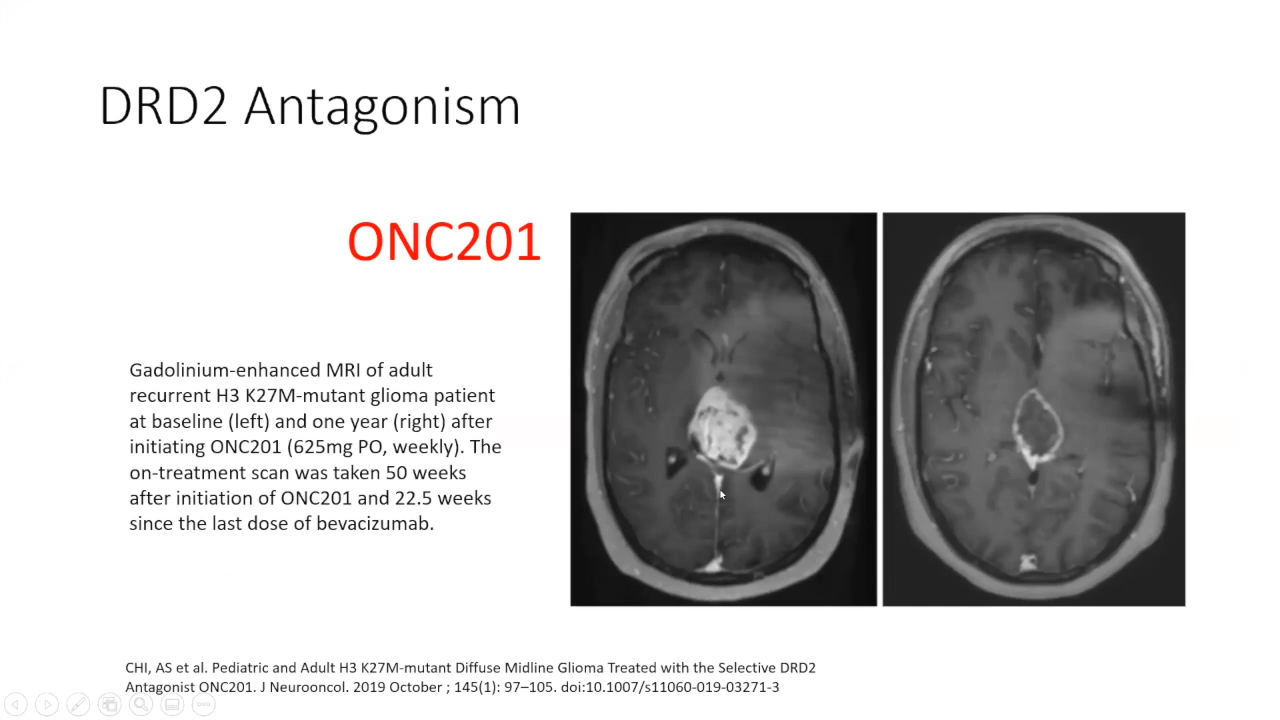 DRD2 Antagonism
ONC201
Gadolinium-enhanced MRI of adult
recurrent H3 K27M-mutant glioma patient
at baseline (left) and one year (right) after
initiating ONC201 (625mg PO, weekly). The
on-treatment scan was taken 50 weeks
after initiation of ONC201 and 22.5 weeks
since the last dose of bevacizumab.
CHI, AS et al. Pediatric and Adult H3 K27M-mutant Diffuse Midline Glioma Treated with the Selective DRD2
Antagonist ONC201. J Neurooncol. 2019 October ; 145(1): 97–105. doi:10.1007/s11060-019-03271-3